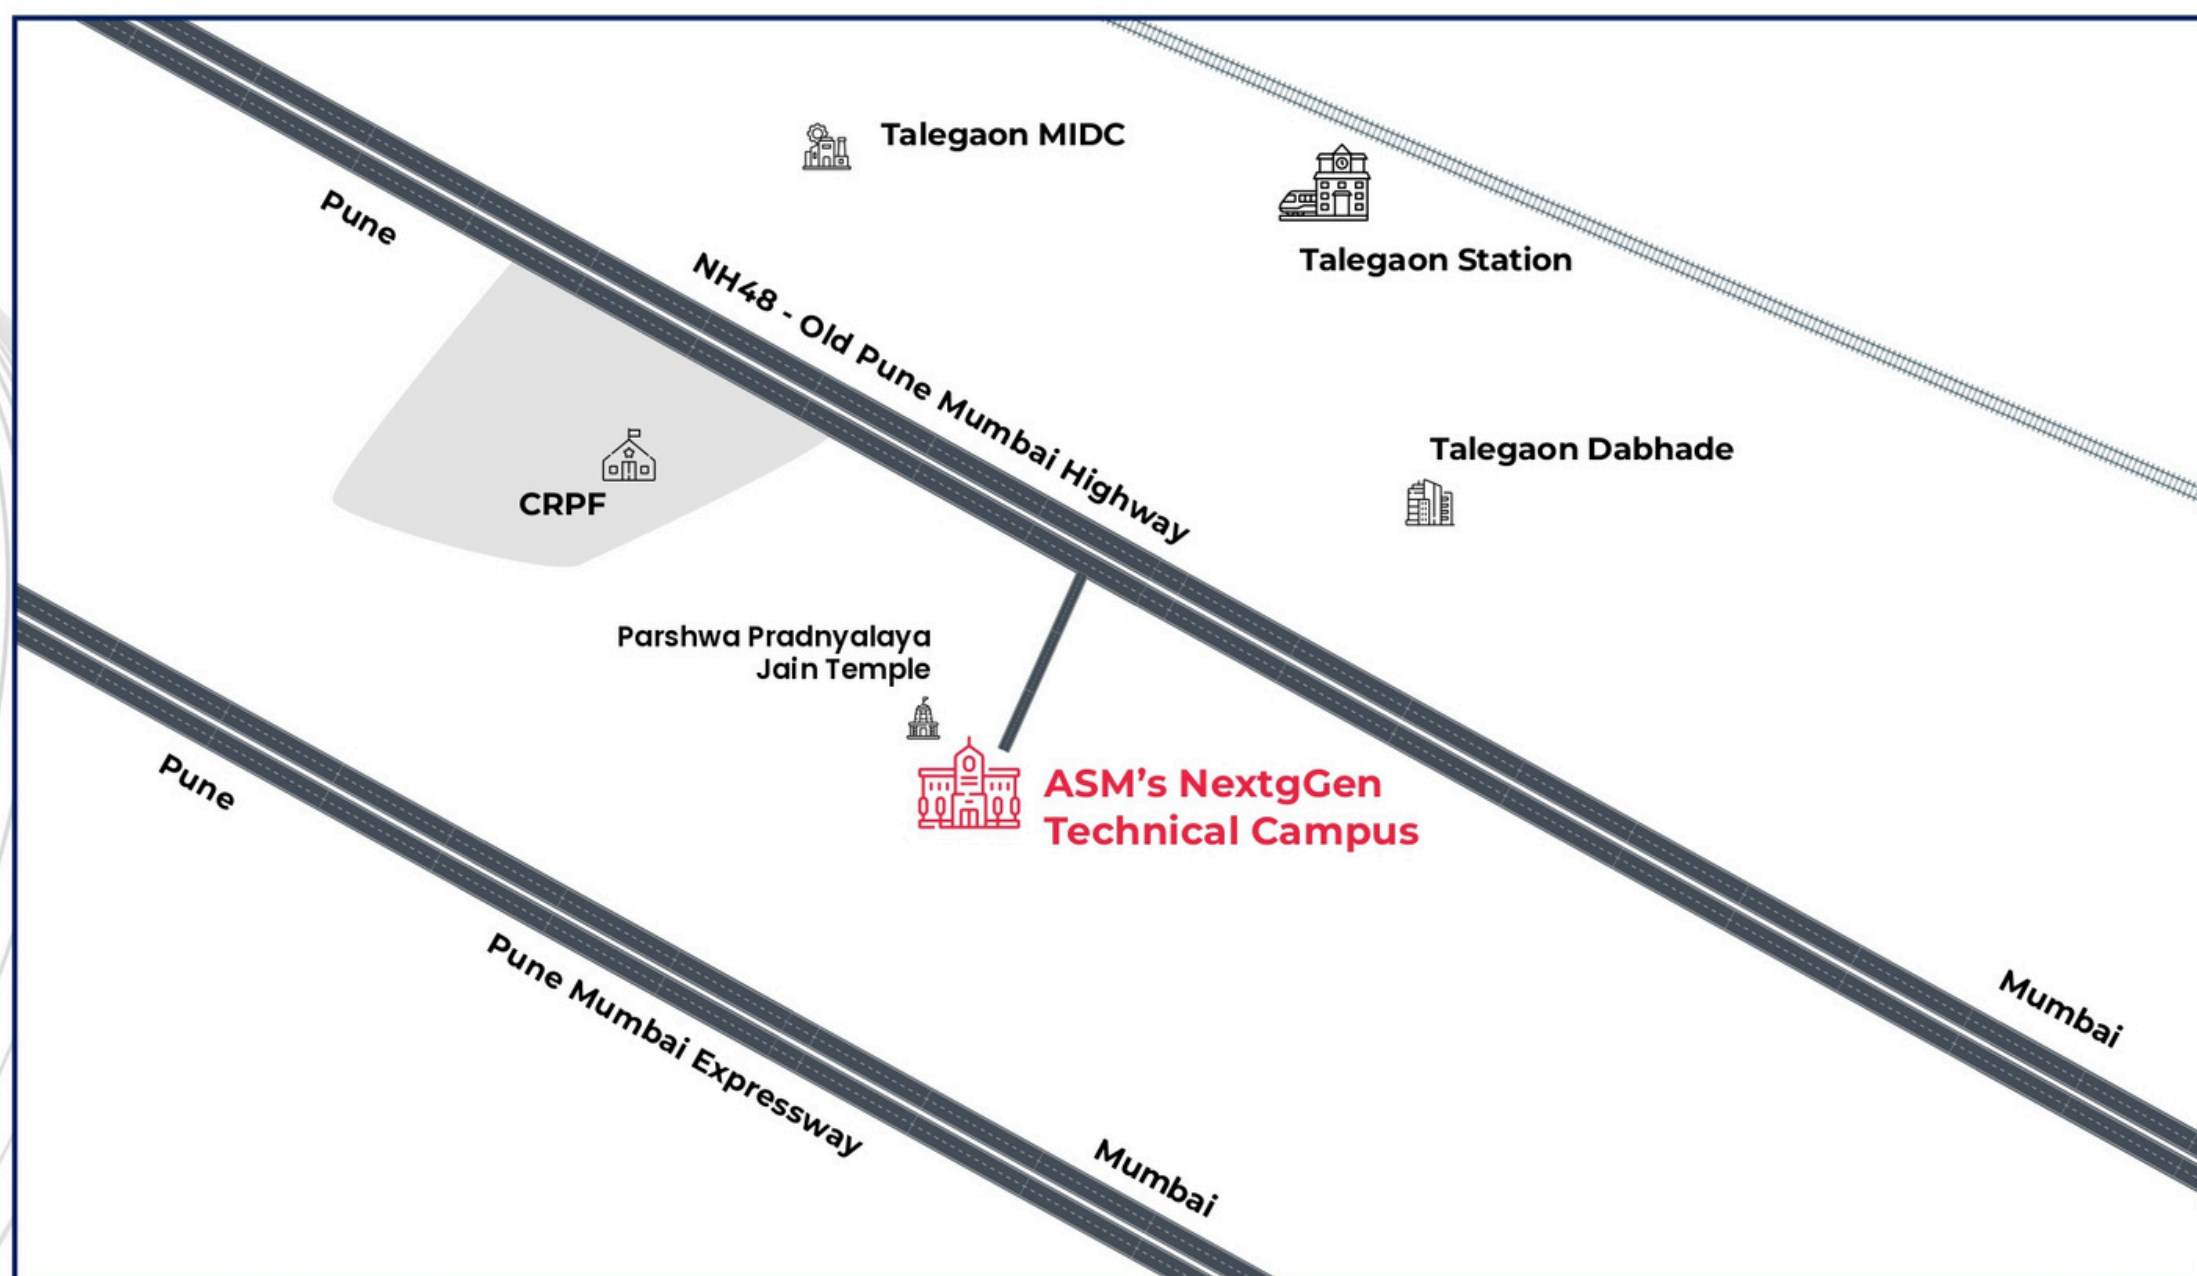 Talegaon MIDC
Pune
Talegaon Station
NH48 - Old Pune Mumbai Highway
Talegaon Dabhade
CRPF
Parshwa Pradnyalaya
Jain Temple
Pune
ASM's NextgGen
Technical Campus
Pune Mumbai Expressway
Mumbai
Mumbai